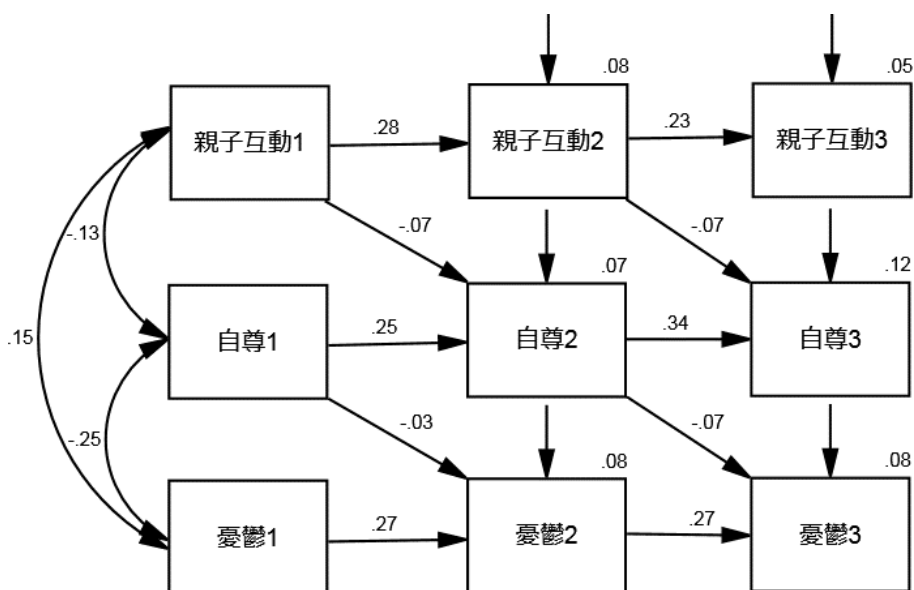 .08
.05
親子互動1
.28
親子互動2
.23
親子互動3
-.13
-.07
-.07
.07
.12
.15
自尊1
.25
自尊2
.34
自尊3
-.25
-.03
-.07
.08
.08
憂鬱1
.27
憂鬱2
.27
憂鬱3